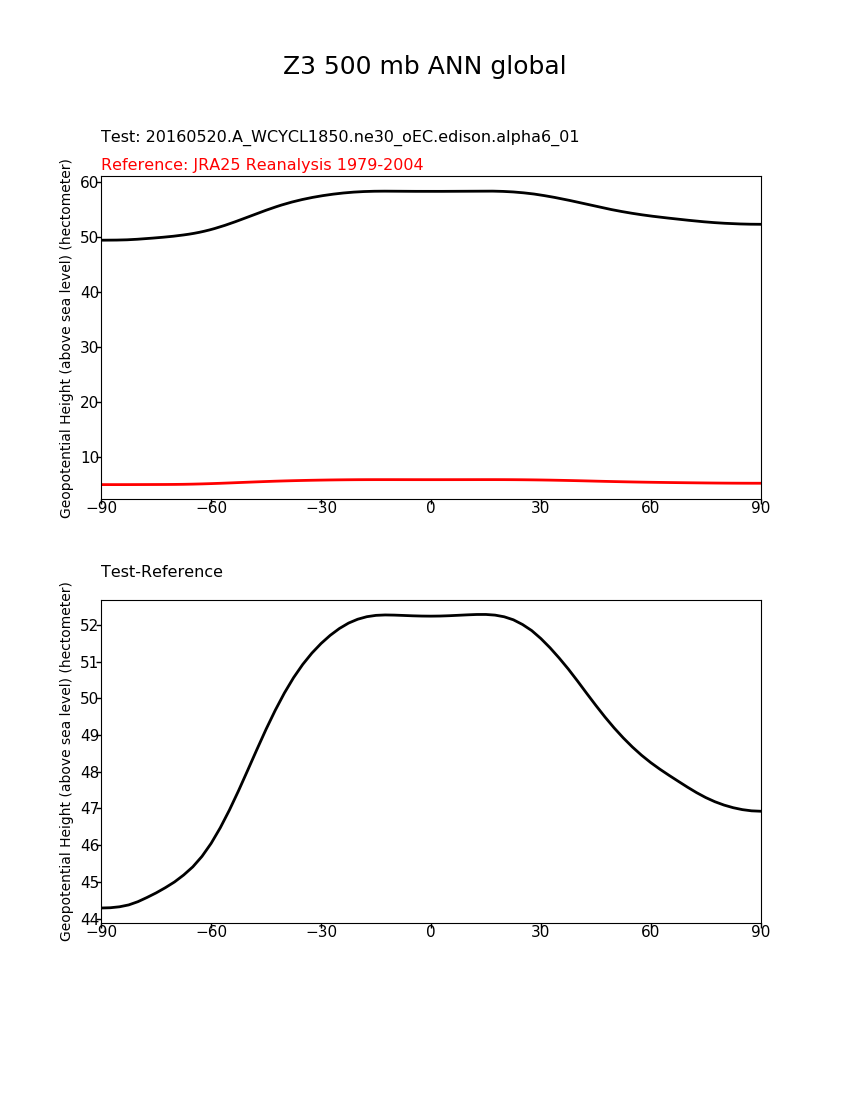 Z3 500 mb ANN global
Test: 20160520.A_WCYCL1850.ne30_oEC.edison.alpha6_01
Reference: JRA25 Reanalysis 1979-2004
Geopotential Height (above sea level) (hectometer)
60
50
40
30
20
10
−90 −60 −30 0 30 60 90
Test-Reference
Geopotential Height (above sea level) (hectometer)
52
51
50
49
48
47
46
45
44
−90 −60 −30 0 30 60 90